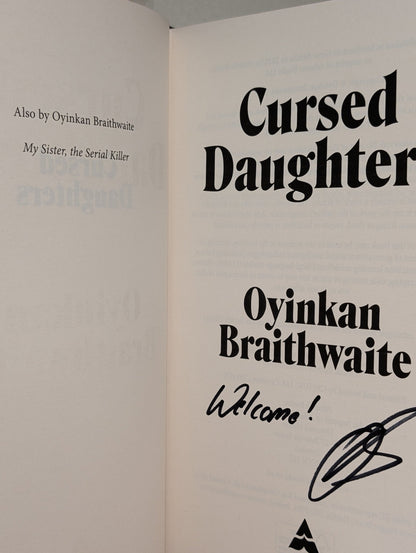 Also by Oyinkan Braithwaite
My Sister, the Serial Killer
Cursed
Daughter
Oyinkan
Braithwaite
Welcome!